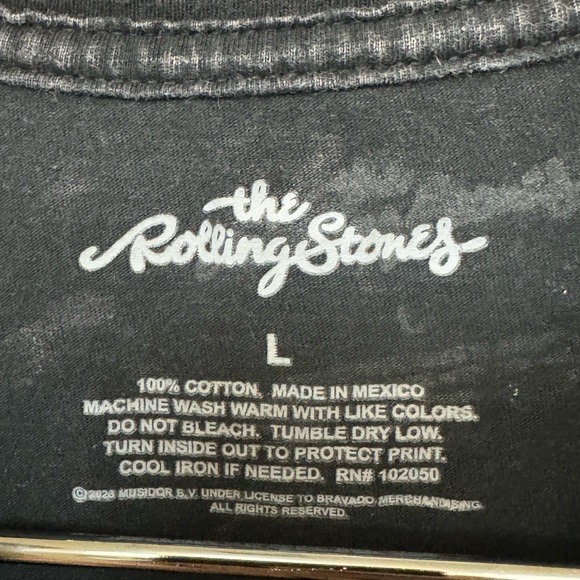 the
Rolling Stones
L
100% COTTON. MADE IN MEXICO
MACHINE WASH WARM WITH LIKE COLORS.
DO NOT BLEACH. TUMBLE DRY LOW.
TURN INSIDE OUT TO PROTECT PRINT.
COOL IRON IF NEEDED. RN# 102050
©2023 MUSIDOR B.V. UNDER LICENSE TO BRAVADO MERCHANDISING.
ALL RIGHTS RESERVED.